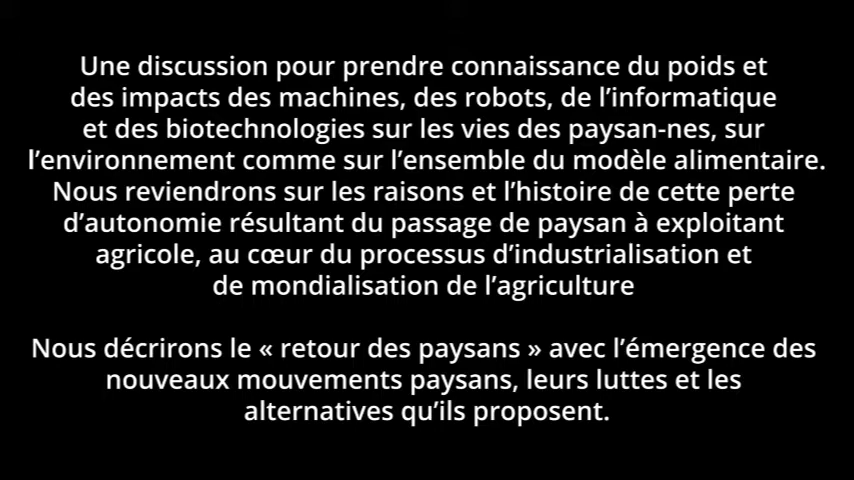 Une discussion pour prendre connaissance du poids et
des impacts des machines, des robots, de l’informatique
et des biotechnologies sur les vies des paysan-nes, sur
l’environnement comme sur l’ensemble du modèle alimentaire.
Nous reviendrons sur les raisons et l’histoire de cette perte
d’autonomie résultant du passage de paysan à exploitant
agricole, au cœur du processus d’industrialisation et
de mondialisation de l’agriculture
Nous décrirons le « retour des paysans » avec l’émergence des
nouveaux mouvements paysans, leurs luttes et les
alternatives qu’ils proposent.